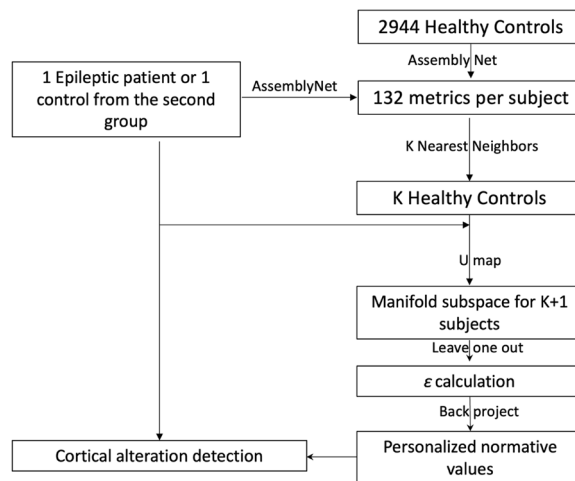 2944 Healthy Controls
Assembly Net
1 Epileptic patient or 1
control from the second
group
AssemblyNet
132 metrics per subject
K Nearest Neighbors
K Healthy Controls
U map
Manifold subspace for K+1
subjects
Leave one out
ε calculation
Back project
Cortical alteration detection
Personalized normative
values